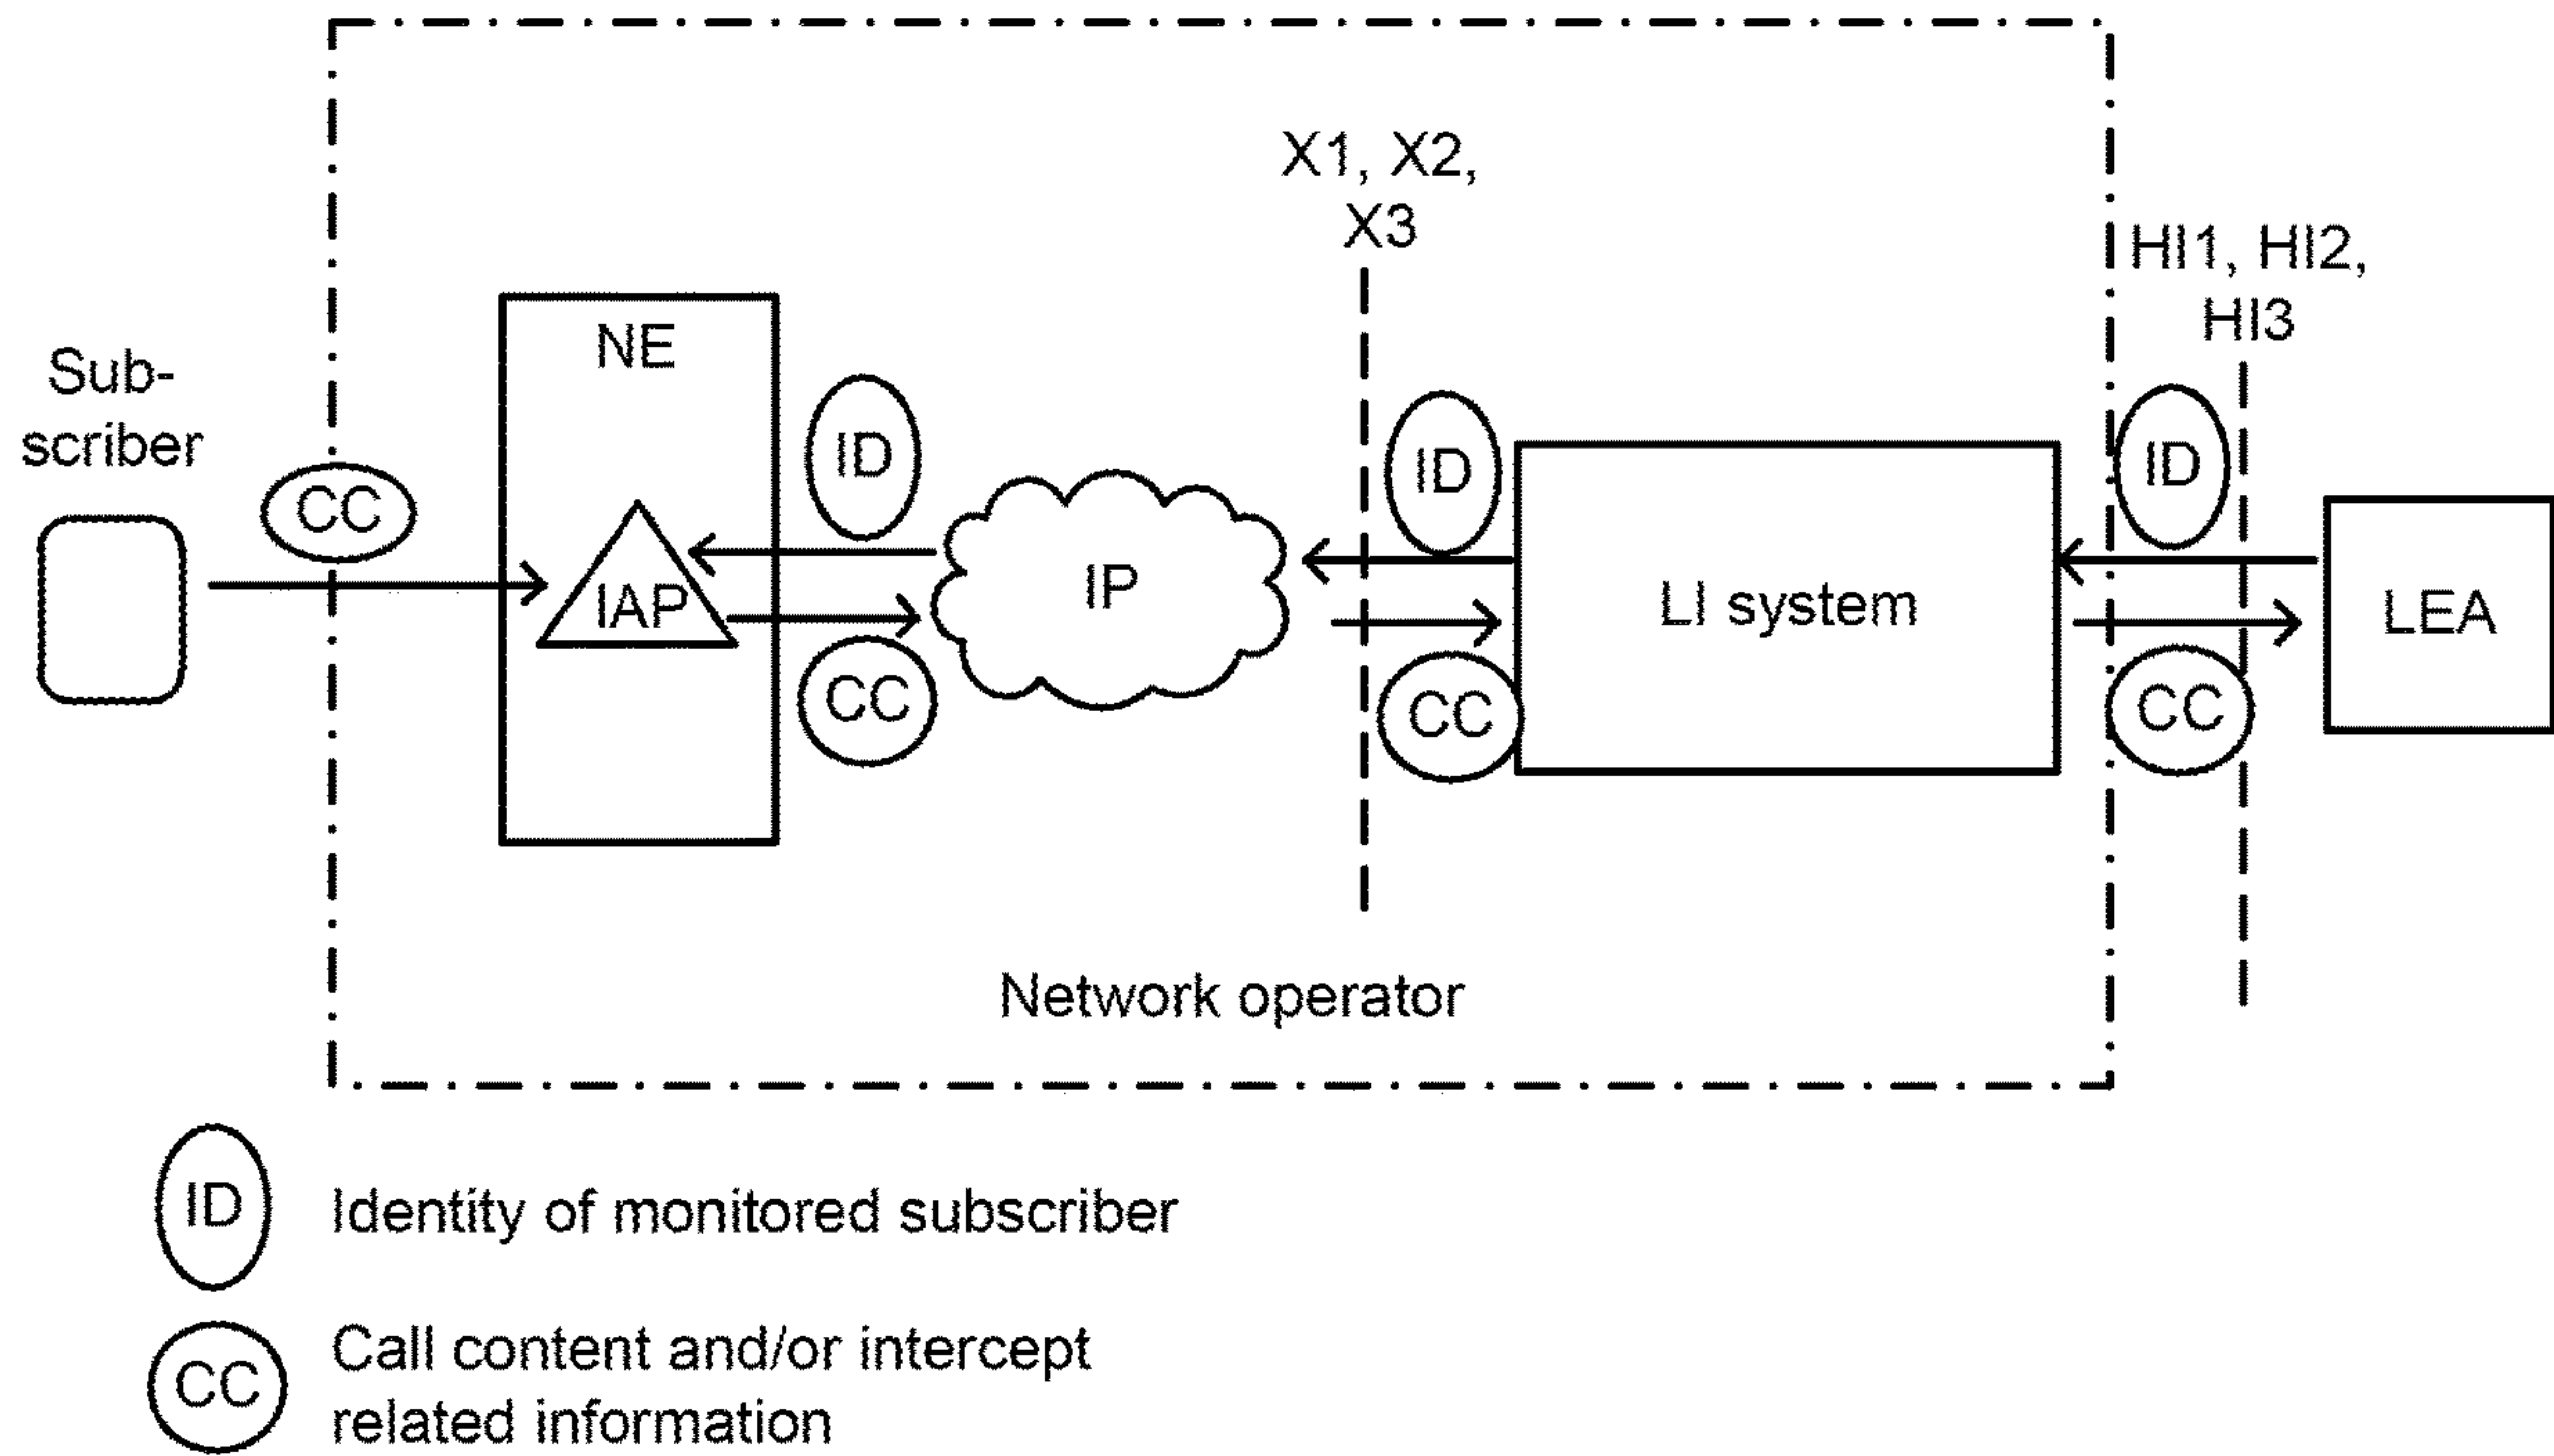 X1, X2,
X3
HI1, HI2,
HI3
Sub-
scriber
NE
CC
ID
IAP
CC
IP
ID
CC
LI system
ID
CC
LEA
Network operator
ID
Identity of monitored subscriber
CC
Call content and/or intercept
related information